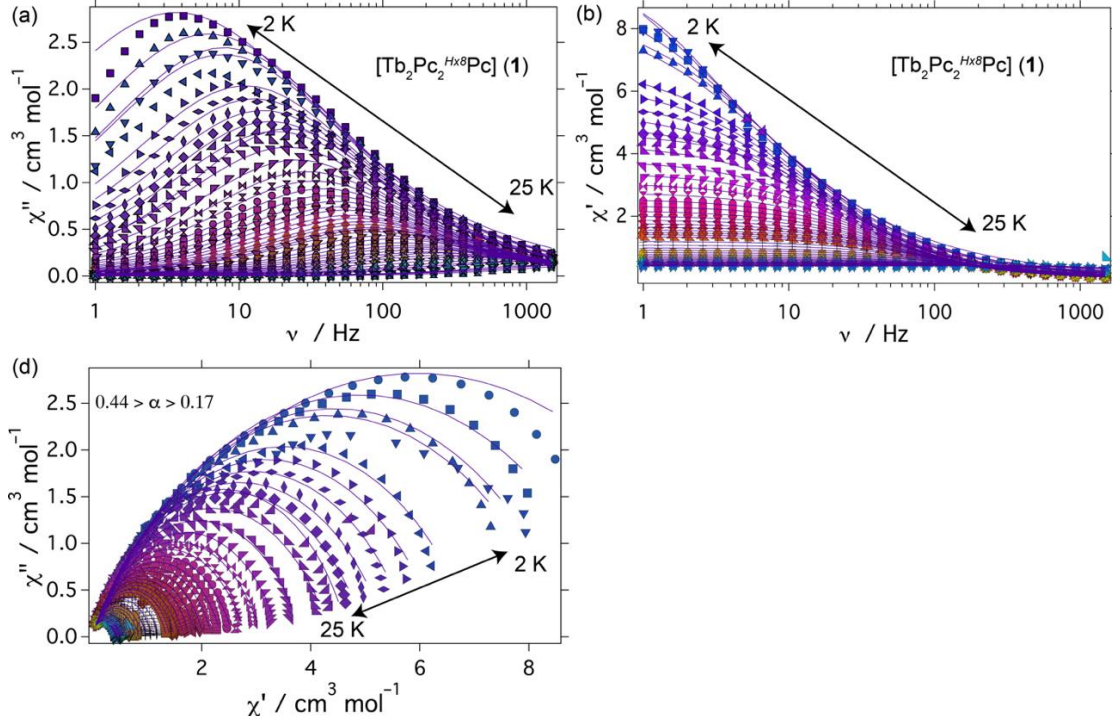 (a)
2.5
2.0
1.5
1.0
0.5
0.0
χ'' / cm³ mol⁻¹
2 K
[Tb₂Pc₂ᴴˣ⁸Pc] (1)
25 K
1
10
100
1000
ν / Hz
(b)
8
6
4
2
χ' / cm³ mol⁻¹
2 K
[Tb₂Pc₂ᴴˣ⁸Pc] (1)
25 K
1
10
100
1000
ν / Hz
(d)
2.5
2.0
1.5
1.0
0.5
0.0
χ'' / cm³ mol⁻¹
0.44 > α > 0.17
2 K
25 K
2
4
6
8
χ' / cm³ mol⁻¹